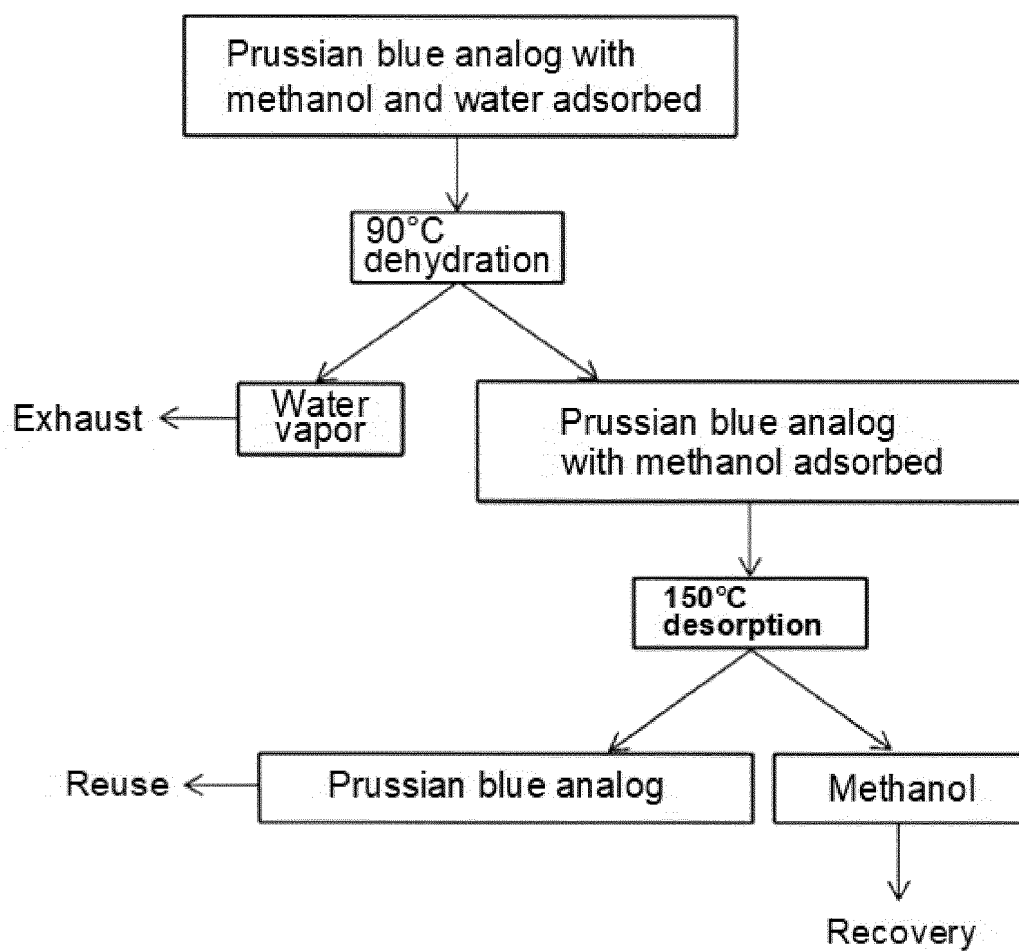 Prussian blue analog with
methanol and water adsorbed
90°C
dehydration
Exhaust
Water
vapor
Prussian blue analog
with methanol adsorbed
150°C
desorption
Reuse
Prussian blue analog
Methanol
Recovery